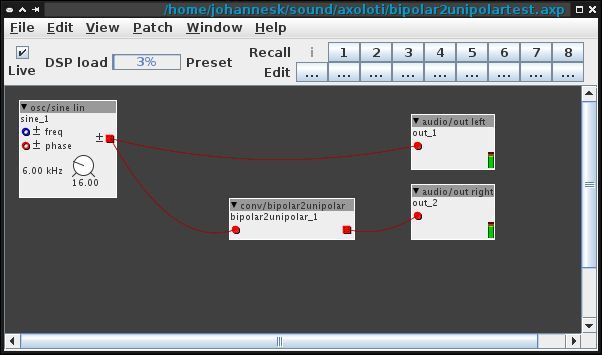 /home/johannesk/sound/axoloti/bipolar2unipolartest.axp
File Edit View Patch Window Help
Live
DSP load 3% Preset
Recall i 1 2 3 4 5 6 7 8
Edit ... ... ... ... ... ... ... ...
osc/sine lin
sine_1
± freq
± phase
±
6.00 kHz
16.00
audio/out left
out_1
conv/bipolar2unipolar
bipolar2unipolar_1
audio/out right
out_2